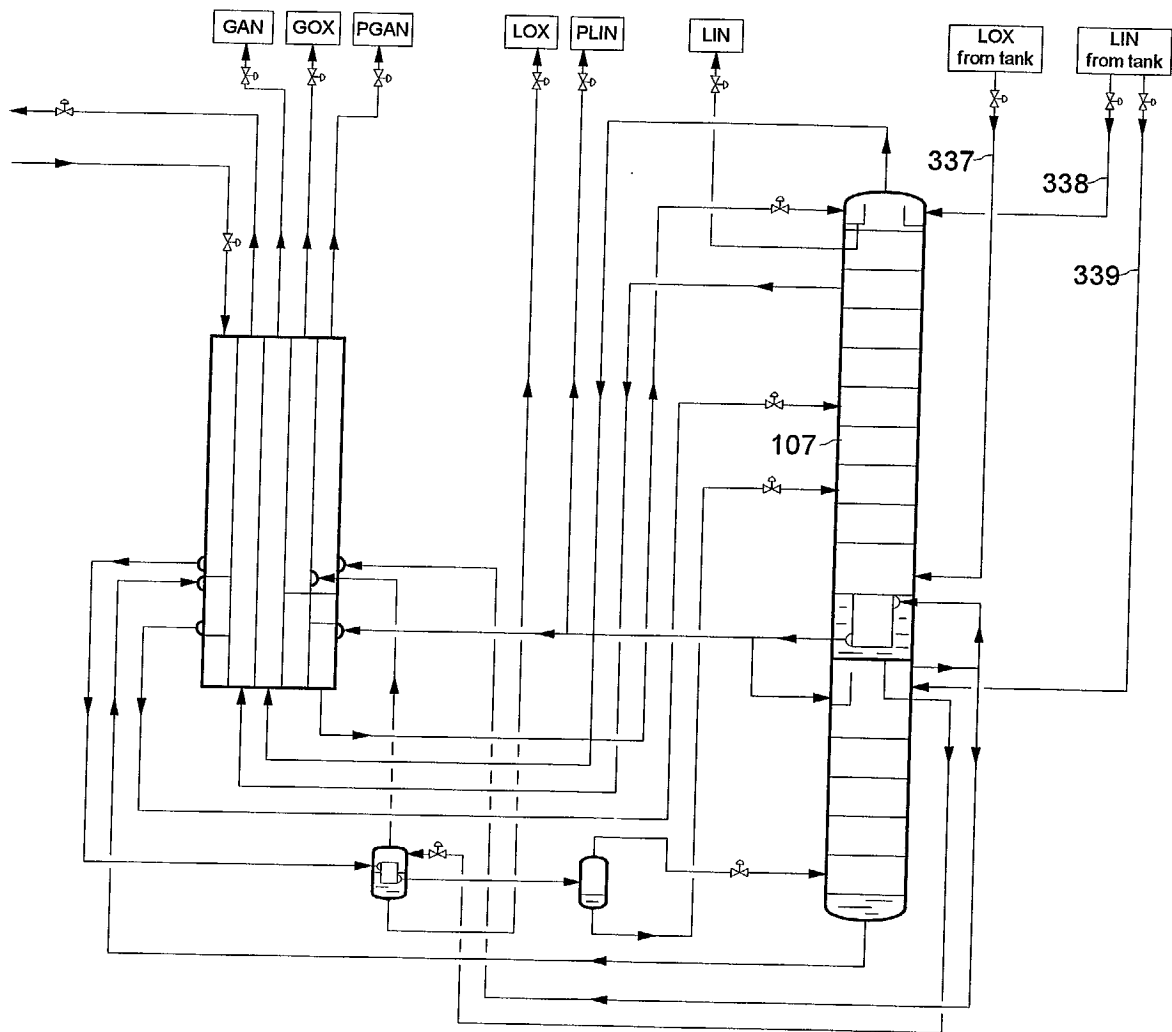 GAN
GOX
PGAN
LOX
PLIN
LIN
LOX
from tank
LIN
from tank
337
338
339
107